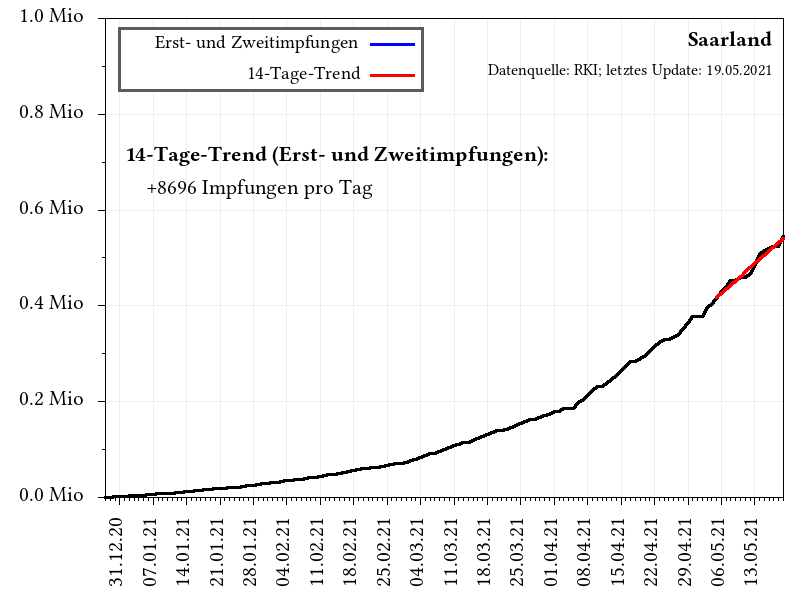 1.0 Mio
Erst- und Zweitimpfungen
14-Tage-Trend
Saarland
Datenquelle: RKI; letztes Update: 19.05.2021
0.8 Mio
14-Tage-Trend (Erst- und Zweitimpfungen):
+8696 Impfungen pro Tag
0.6 Mio
0.4 Mio
0.2 Mio
0.0 Mio
31.12.20
07.01.21
14.01.21
21.01.21
28.01.21
04.02.21
11.02.21
18.02.21
25.02.21
04.03.21
11.03.21
18.03.21
25.03.21
01.04.21
08.04.21
15.04.21
22.04.21
29.04.21
06.05.21
13.05.21